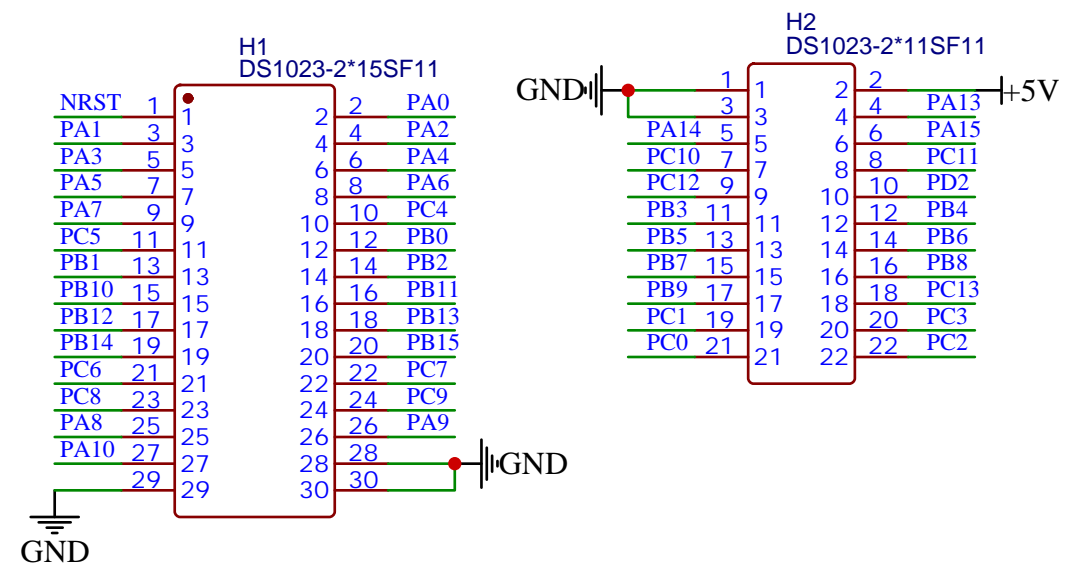 H1
DS1023-2*15SF11
NRST 1 1 2 2 PA0
PA1 3 3 4 4 PA2
PA3 5 5 6 6 PA4
PA5 7 7 8 8 PA6
PA7 9 9 10 10 PC4
PC5 11 11 12 12 PB0
PB1 13 13 14 14 PB2
PB10 15 15 16 16 PB11
PB12 17 17 18 18 PB13
PB14 19 19 20 20 PB15
PC6 21 21 22 22 PC7
PC8 23 23 24 24 PC9
PA8 25 25 26 26 PA9
PA10 27 27 28 28
29 29 30 30
GND
GND
H2
DS1023-2*11SF11
GND 1 1 2 2 +5V
3 3 4 4 PA13
PA14 5 5 6 6 PA15
PC10 7 7 8 8 PC11
PC12 9 9 10 10 PD2
PB3 11 11 12 12 PB4
PB5 13 13 14 14 PB6
PB7 15 15 16 16 PB8
PB9 17 17 18 18 PC13
PC1 19 19 20 20 PC3
PC0 21 21 22 22 PC2